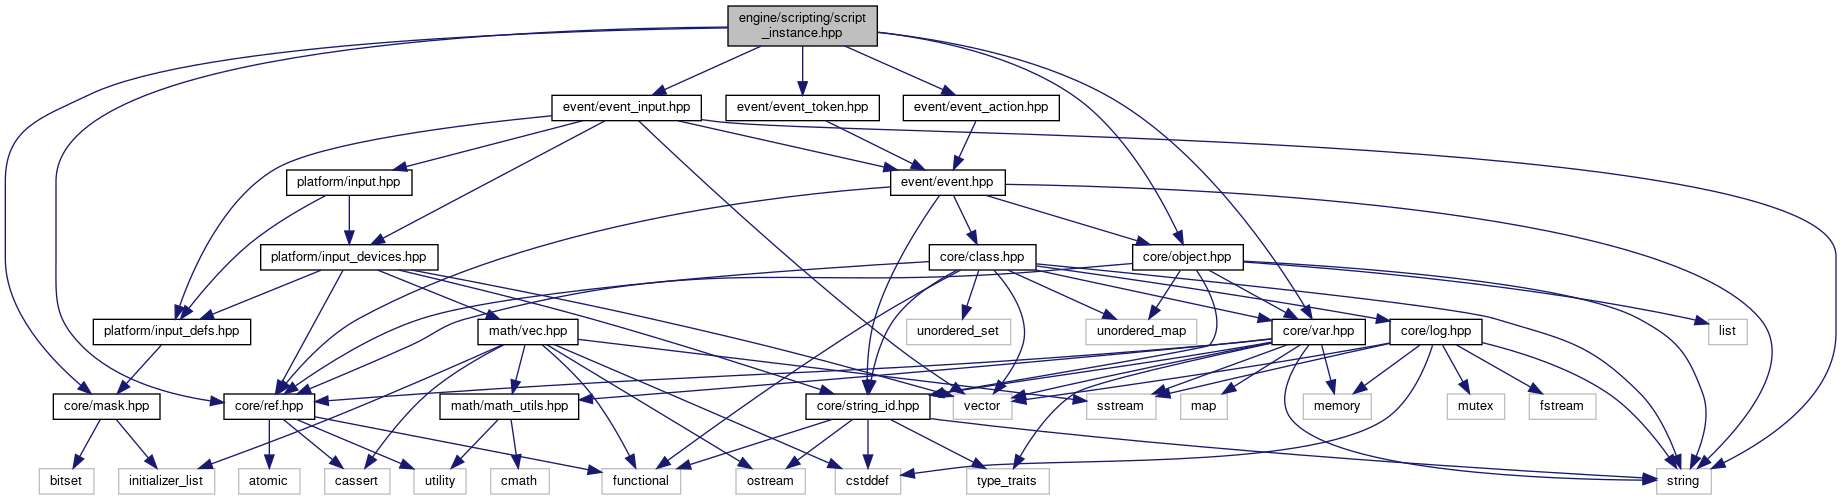 engine/scripting/script
_instance.hpp
event/event_input.hpp
event/event_token.hpp
event/event_action.hpp
platform/input.hpp
event/event.hpp
platform/input_devices.hpp
core/class.hpp
core/object.hpp
platform/input_defs.hpp
math/vec.hpp
unordered_set
unordered_map
core/var.hpp
core/log.hpp
list
core/mask.hpp
core/ref.hpp
math/math_utils.hpp
core/string_id.hpp
vector
sstream
map
memory
mutex
fstream
bitset
initializer_list
atomic
cassert
utility
cmath
functional
ostream
cstddef
type_traits
string